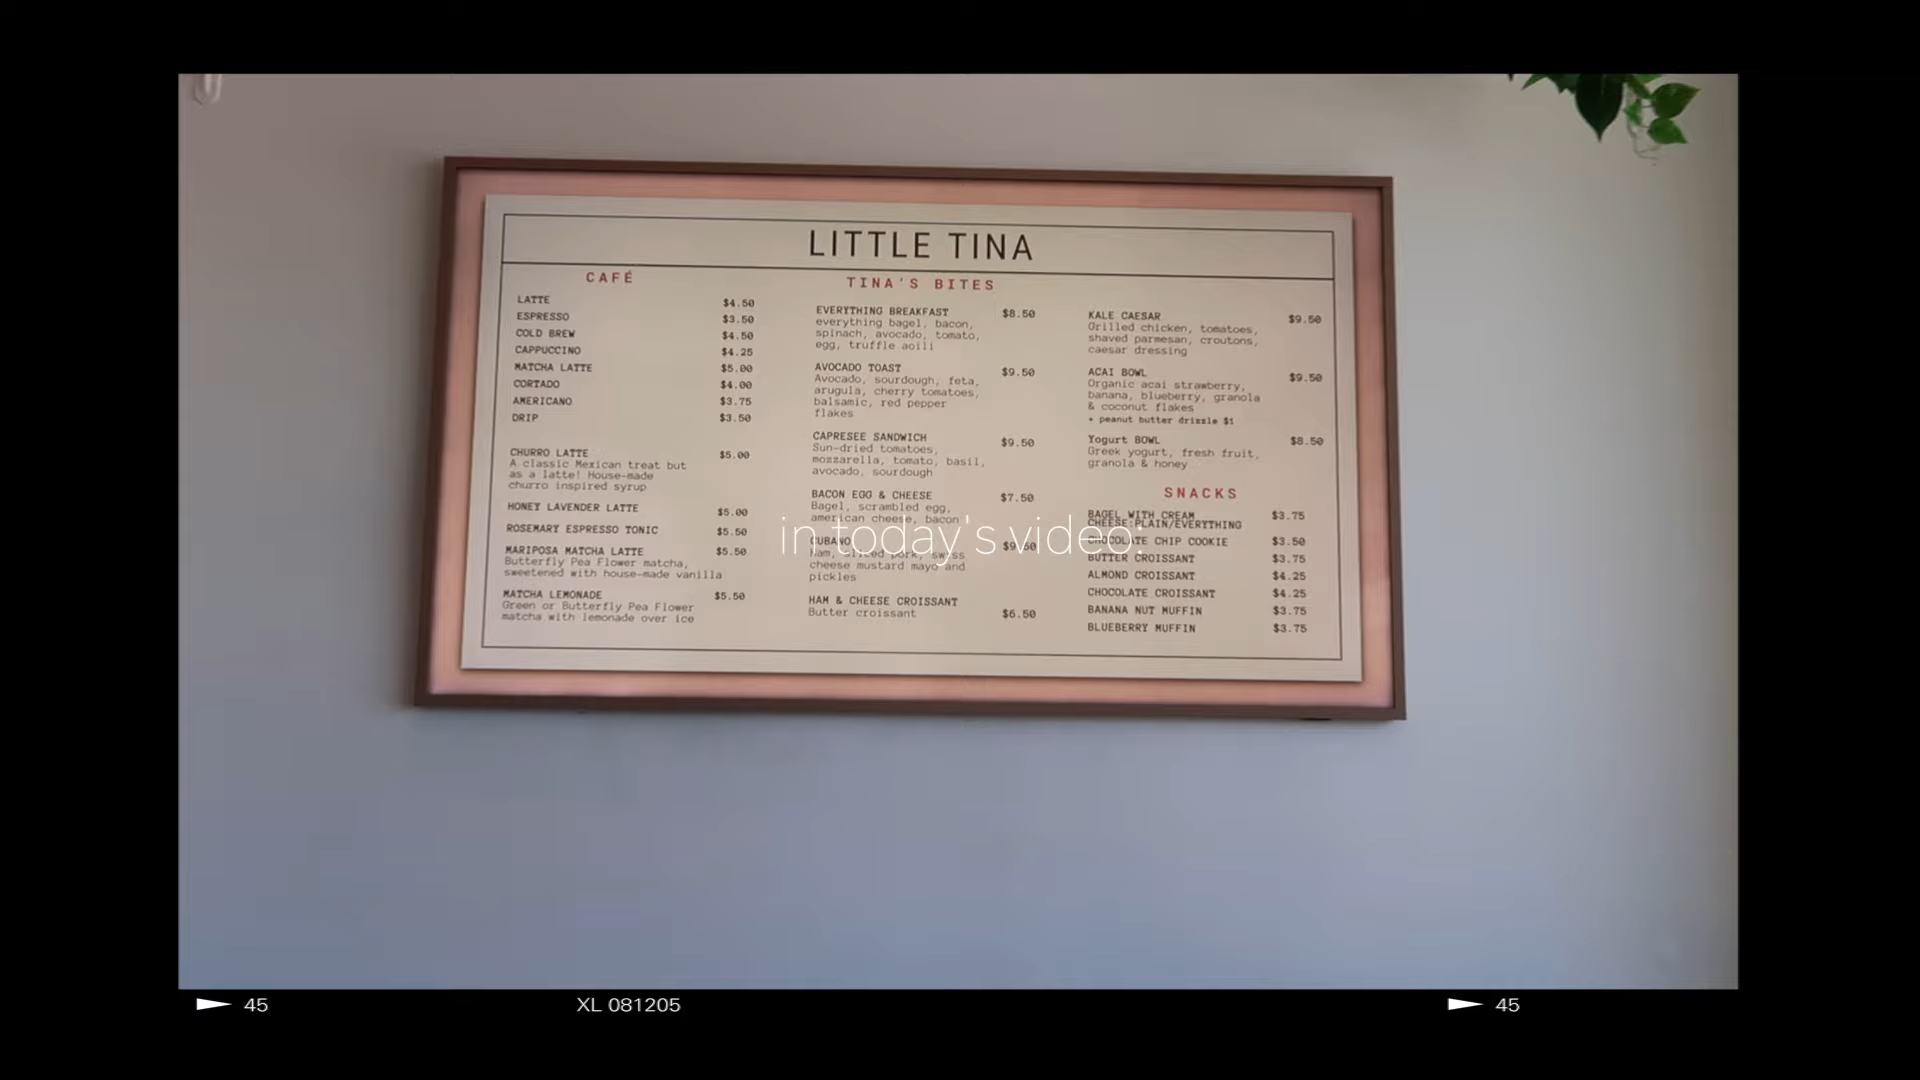 LITTLE TINA
CAFÉ
LATTE $4.50
ESPRESSO $3.50
COLD BREW $4.50
CAPPUCCINO $4.25
MATCHA LATTE $5.00
CORTADO $4.00
AMERICANO $3.75
DRIP $3.50
CHURRO LATTE $5.00
A classic Mexican treat but
as a latte! House-made
churro inspired syrup
HONEY LAVENDER LATTE $5.00
ROSEMARY ESPRESSO TONIC $5.50
MARIPOSA MATCHA LATTE $5.50
Butterfly Pea Flower matcha,
sweetened with house-made vanilla
MATCHA LEMONADE $5.50
Green or Butterfly Pea Flower
matcha with lemonade over ice
TINA'S BITES
EVERYTHING BREAKFAST $8.50
everything bagel, bacon,
spinach, avocado, tomato,
egg, truffle aoili
AVOCADO TOAST $9.50
Avocado, sourdough, feta,
arugula, cherry tomatoes,
balsamic, red pepper
flakes
CAPRESEE SANDWICH $9.50
Sun-dried tomatoes,
mozzarella, tomato, basil,
avocado, sourdough
BACON EGG & CHEESE $7.50
Bagel, scrambled egg,
american cheese, bacon
CUBANO $9.50
ham, sliced pork, swiss
cheese mustard mayo and
pickles
HAM & CHEESE CROISSANT $6.50
Butter croissant
KALE CAESAR $9.50
Grilled chicken, tomatoes,
shaved parmesan, croutons,
caesar dressing
ACAI BOWL $9.50
Organic acai strawberry,
banana, blueberry, granola
& coconut flakes
+ peanut butter drizzle $1
Yogurt BOWL $8.50
Greek yogurt, fresh fruit,
granola & honey
SNACKS
BAGEL WITH CREAM $3.75
CHEESE:PLAIN/EVERYTHING
CHOCOLATE CHIP COOKIE $3.50
BUTTER CROISSANT $3.75
ALMOND CROISSANT $4.25
CHOCOLATE CROISSANT $4.25
BANANA NUT MUFFIN $3.75
BLUEBERRY MUFFIN $3.75
in today's video:
45
XL 081205
45